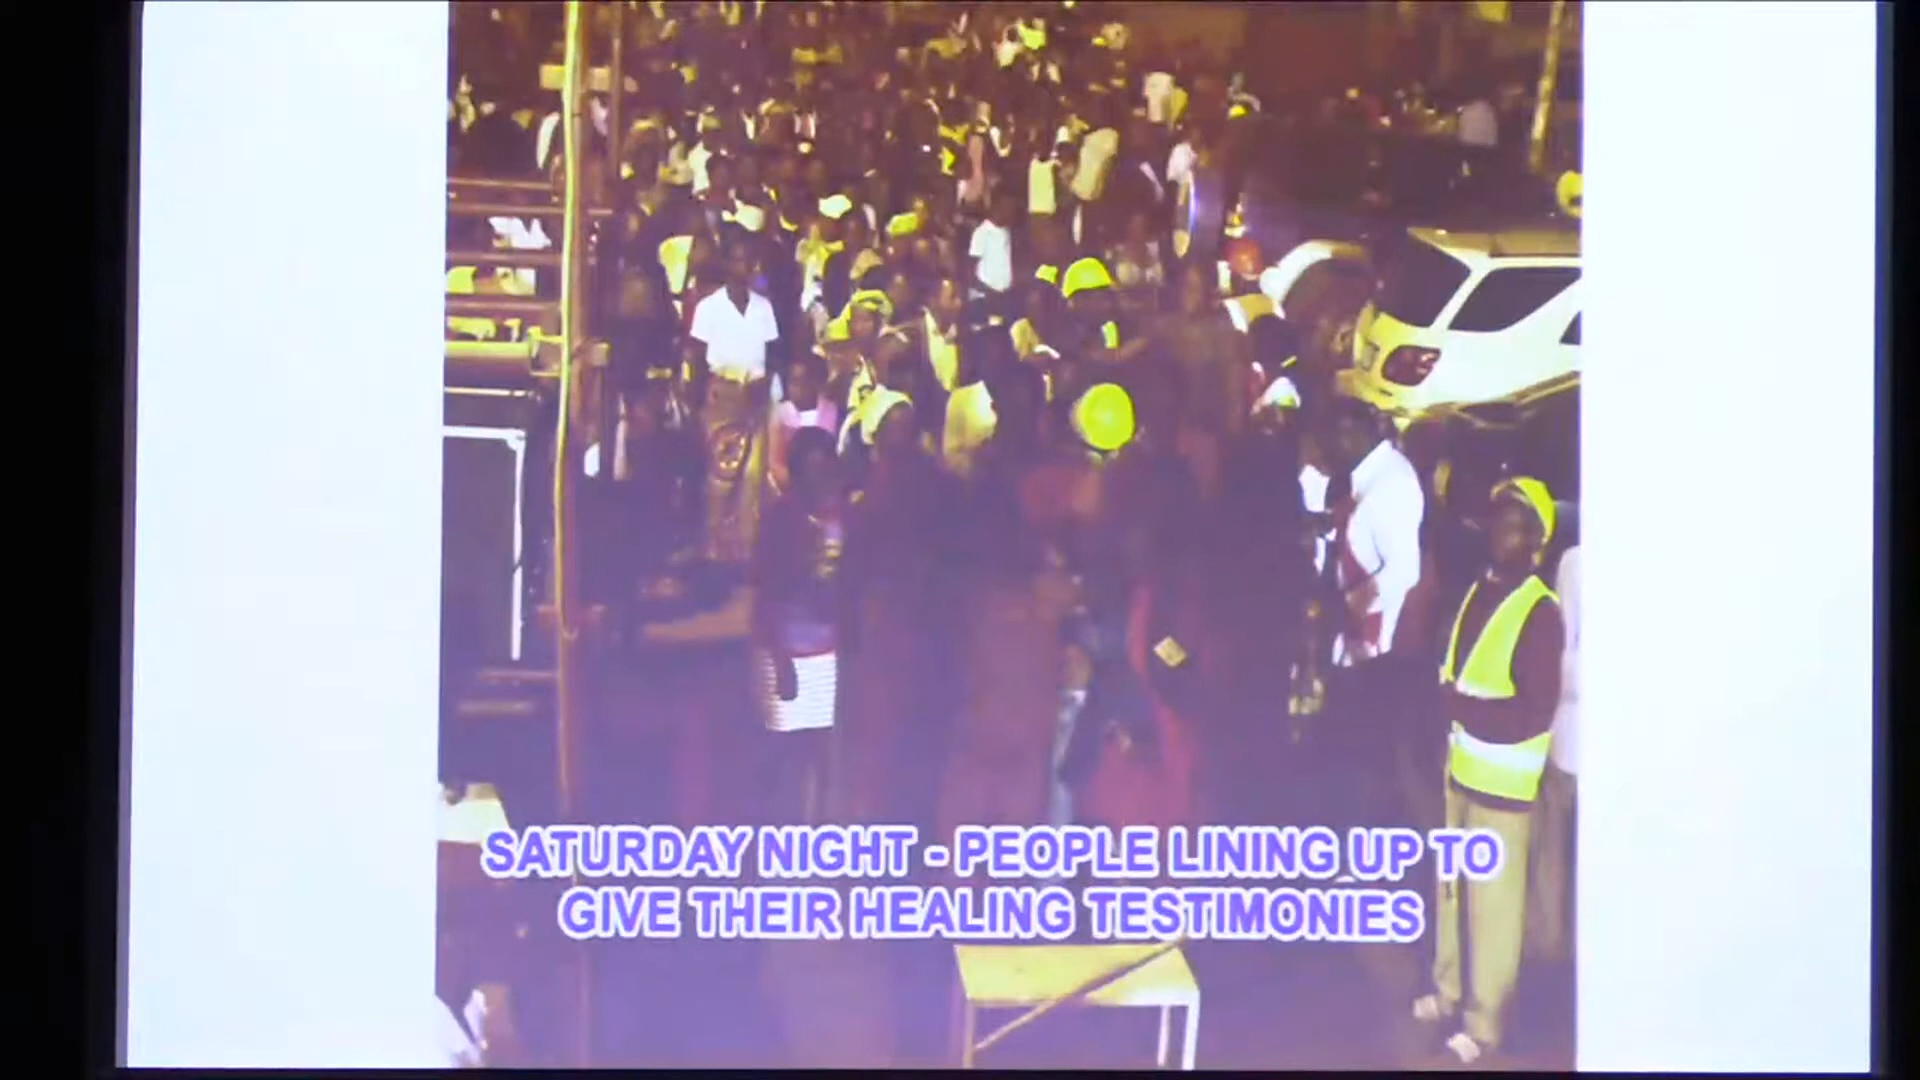 SATURDAY NIGHT - PEOPLE LINING UP TO
GIVE THEIR HEALING TESTIMONIES